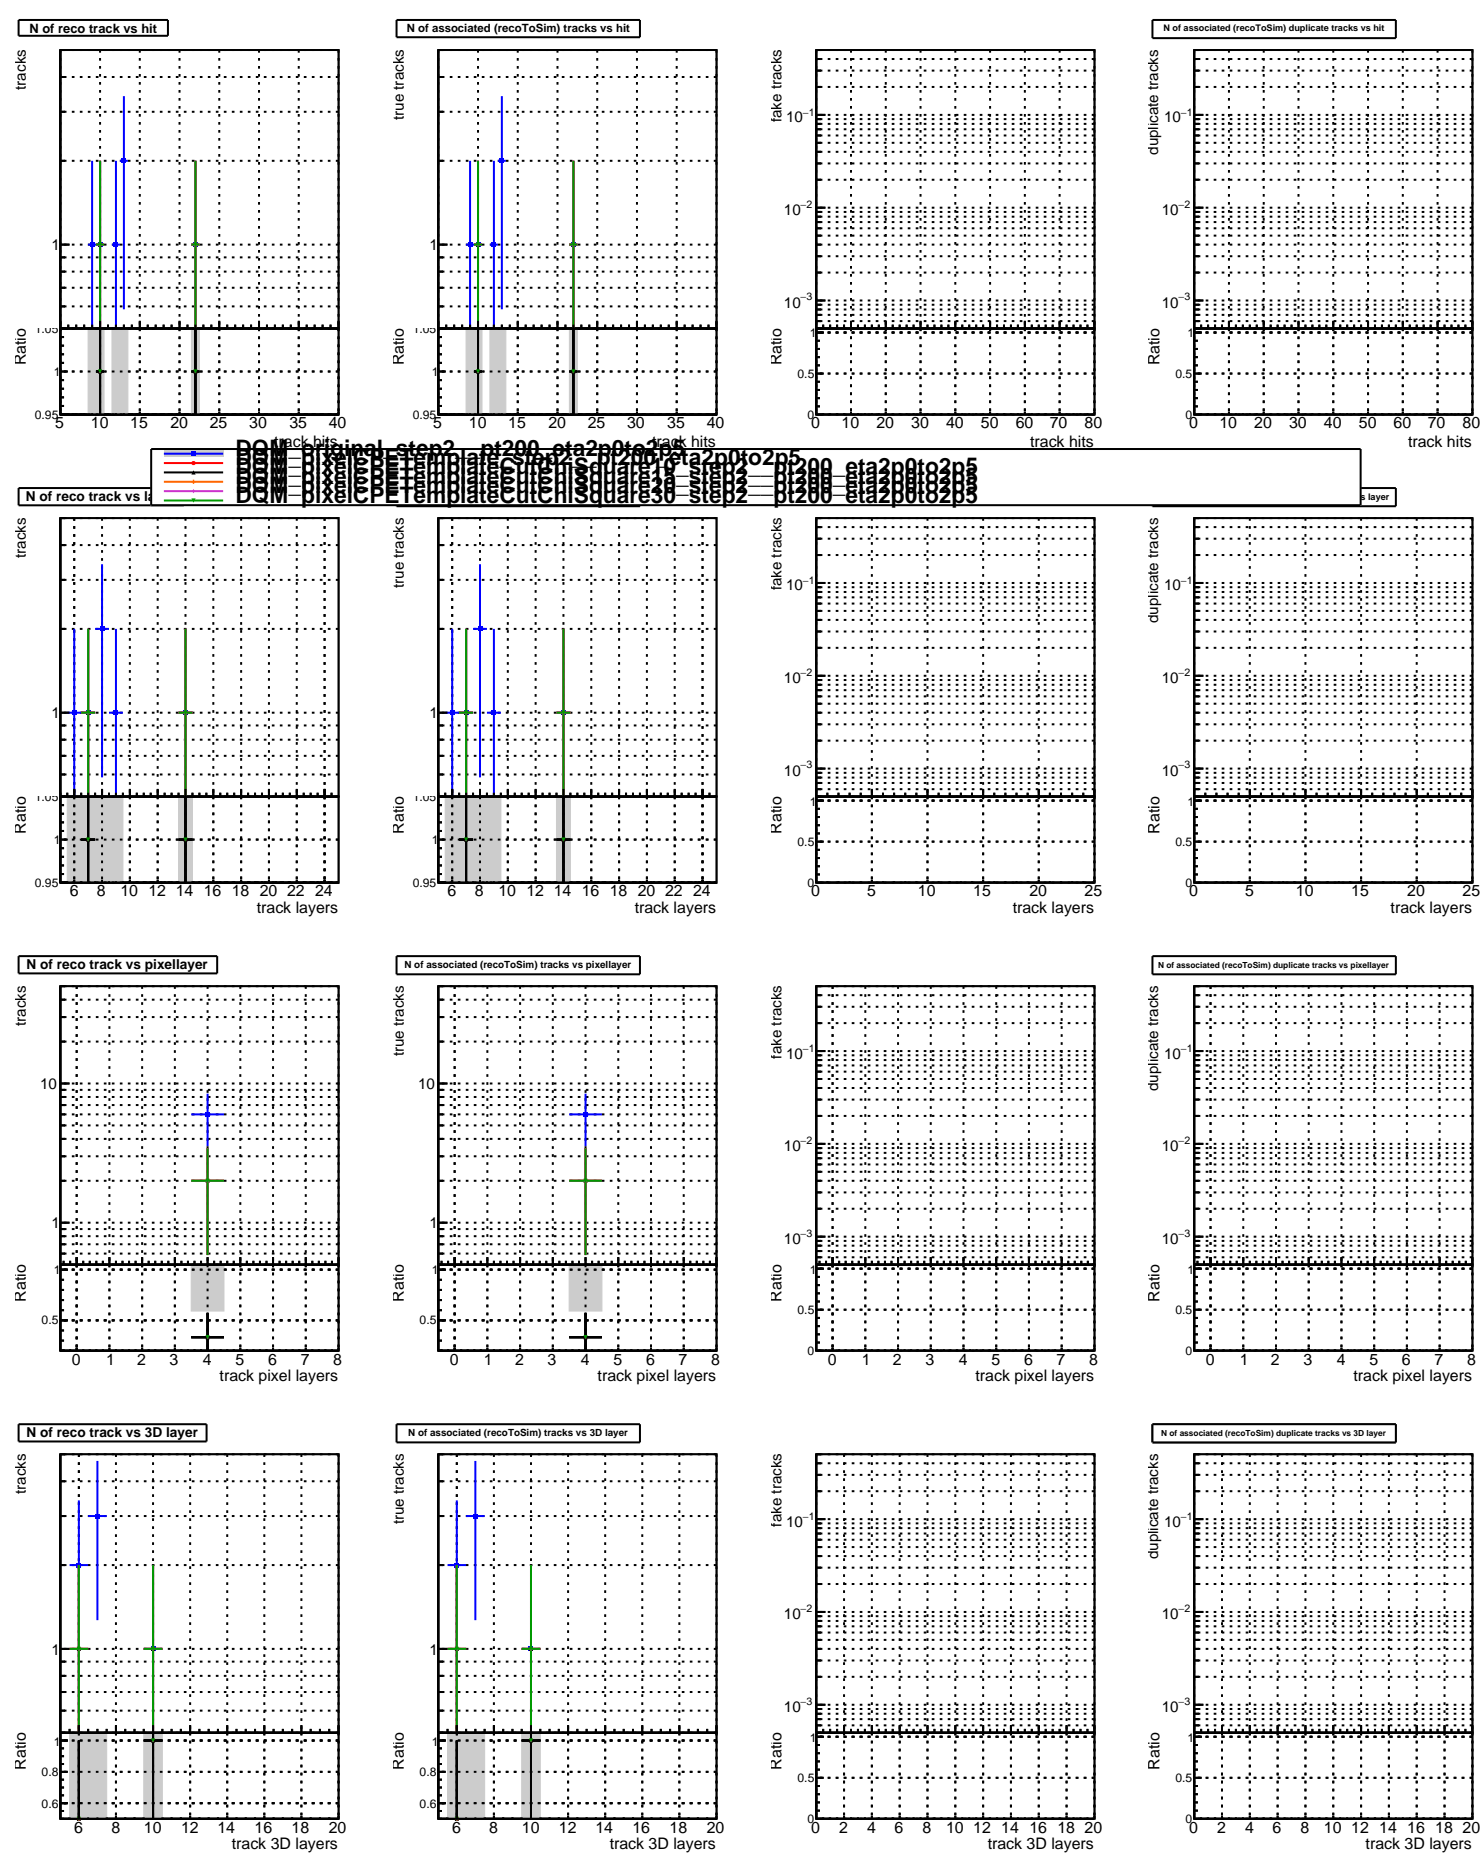 N of reco track vs hit
N of associated (recoToSim) tracks vs hit
N of associated (recoToSim) duplicate tracks vs hit
tracks
1
Ratio
1.05
1
0.95
5 10 15 20 25 30 35 40
track hits
true tracks
1
Ratio
1.05
1
0.95
5 10 15 20 25 30 35 40
track hits
fake tracks
10−1
10−2
10−3
Ratio
1
0.5
0
0 10 20 30 40 50 60 70 80
track hits
duplicate tracks
10−1
10−2
10−3
Ratio
1
0.5
0
0 10 20 30 40 50 60 70 80
track hits
DQM_original_step2__pt200_eta2p0to2p5
DQM_pixelCPETemplateCutChiSquare30_step2__pt200_eta2p0to2p5
N of reco track vs la
s layer
tracks
1
Ratio
1.05
1
0.95
6 8 10 12 14 16 18 20 22 24
track layers
true tracks
1
Ratio
1.05
1
0.95
6 8 10 12 14 16 18 20 22 24
track layers
fake tracks
10−1
10−2
10−3
Ratio
1
0.5
0
0 5 10 15 20 25
track layers
duplicate tracks
10−1
10−2
10−3
Ratio
1
0.5
0
0 5 10 15 20 25
track layers
N of reco track vs pixellayer
N of associated (recoToSim) tracks vs pixellayer
N of associated (recoToSim) duplicate tracks vs pixellayer
tracks
10
1
Ratio
1
0.5
0 1 2 3 4 5 6 7 8
track pixel layers
true tracks
10
1
Ratio
1
0.5
0 1 2 3 4 5 6 7 8
track pixel layers
fake tracks
10−1
10−2
10−3
Ratio
1
0.5
0
0 1 2 3 4 5 6 7 8
track pixel layers
duplicate tracks
10−1
10−2
10−3
Ratio
1
0.5
0
0 1 2 3 4 5 6 7 8
track pixel layers
N of reco track vs 3D layer
N of associated (recoToSim) tracks vs 3D layer
N of associated (recoToSim) duplicate tracks vs 3D layer
tracks
1
Ratio
1
0.8
0.6
6 8 10 12 14 16 18 20
track 3D layers
true tracks
1
Ratio
1
0.8
0.6
6 8 10 12 14 16 18 20
track 3D layers
fake tracks
10−1
10−2
10−3
Ratio
1
0.5
0
0 2 4 6 8 10 12 14 16 18 20
track 3D layers
duplicate tracks
10−1
10−2
10−3
Ratio
1
0.5
0
0 2 4 6 8 10 12 14 16 18 20
track 3D layers